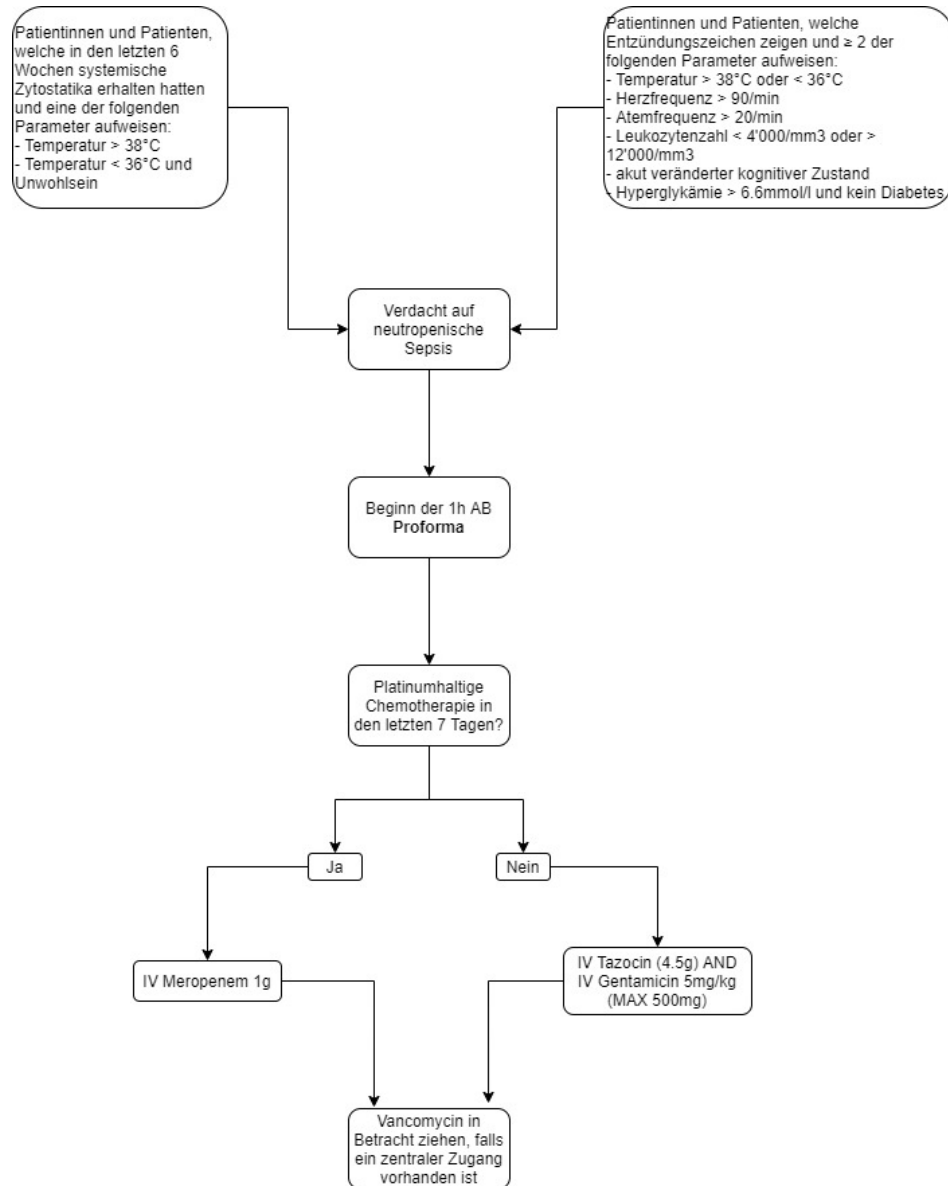 Patientinnen und Patienten,
welche in den letzten 6
Wochen systemische
Zytostatika erhalten hatten
und eine der folgenden
Parameter aufweisen:
- Temperatur > 38°C
- Temperatur < 36°C und
Unwohlsein
Patientinnen und Patienten, welche
Entzündungszeichen zeigen und ≥ 2 der
folgenden Parameter aufweisen:
- Temperatur > 38°C oder < 36°C
- Herzfrequenz > 90/min
- Atemfrequenz > 20/min
- Leukozytenzahl < 4'000/mm3 oder >
12'000/mm3
- akut veränderter kognitiver Zustand
- Hyperglykämie > 6.6mmol/l und kein Diabetes
Verdacht auf
neutropenische
Sepsis
Beginn der 1h AB
Proforma
Platinumhaltige
Chemotherapie in
den letzten 7 Tagen?
Ja
Nein
IV Meropenem 1g
IV Tazocin (4.5g) AND
IV Gentamicin 5mg/kg
(MAX 500mg)
Vancomycin in
Betracht ziehen, falls
ein zentraler Zugang
vorhanden ist